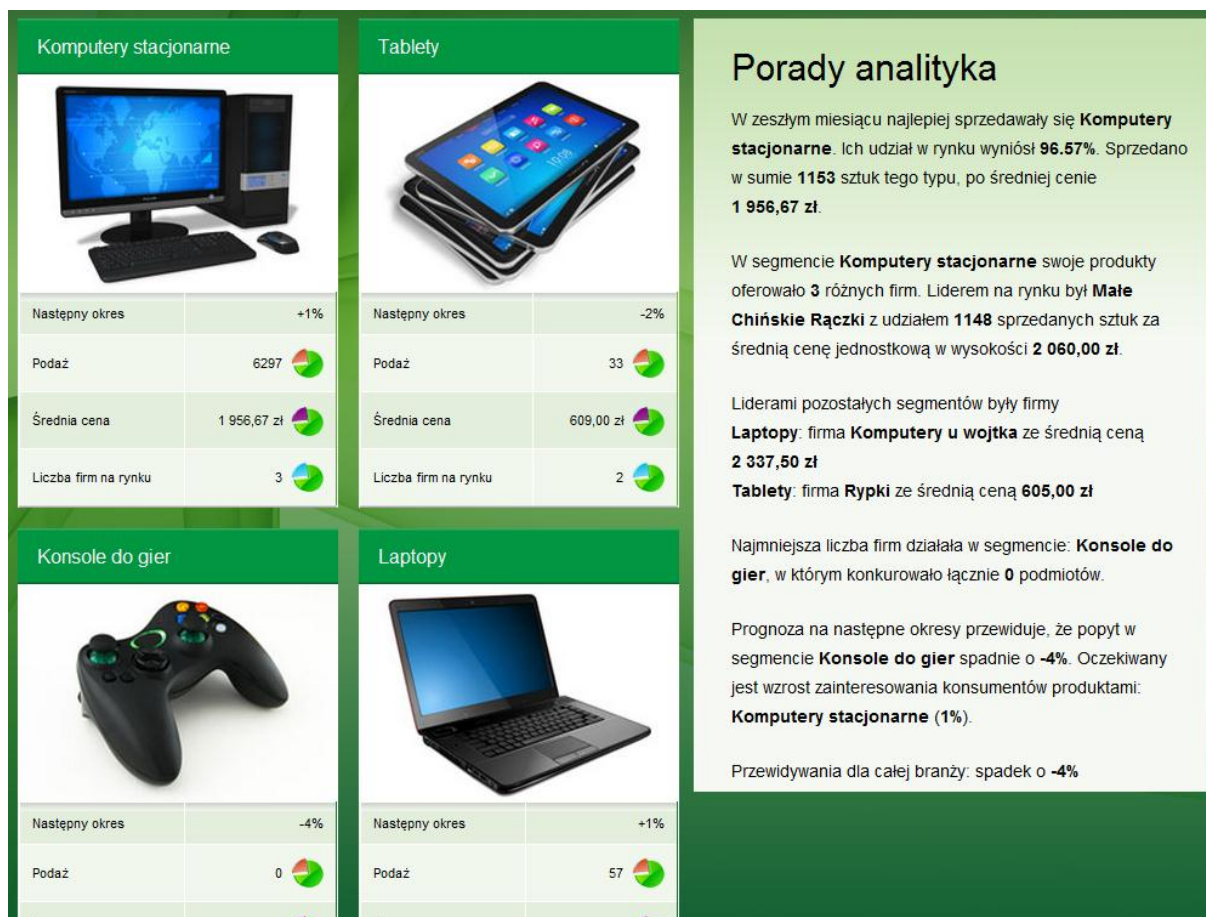 Komputery stacjonarne
Następny okres +1%
Podaż 6297
Średnia cena 1 956,67 zł
Liczba firm na rynku 3
Tablety
10:08
Następny okres -2%
Podaż 33
Średnia cena 609,00 zł
Liczba firm na rynku 2
Konsole do gier
Następny okres -4%
Podaż 0
Laptopy
Następny okres +1%
Podaż 57
Porady analityka
W zeszłym miesiącu najlepiej sprzedawały się Komputery
stacjonarne. Ich udział w rynku wyniósł 96.57%. Sprzedano
w sumie 1153 sztuk tego typu, po średniej cenie
1 956,67 zł.
W segmencie Komputery stacjonarne swoje produkty
oferowało 3 różnych firm. Liderem na rynku był Małe
Chińskie Rączki z udziałem 1148 sprzedanych sztuk za
średnią cenę jednostkową w wysokości 2 060,00 zł.
Liderami pozostałych segmentów były firmy
Laptopy: firma Komputery u wojtka ze średnią ceną
2 337,50 zł
Tablety: firma Rypki ze średnią ceną 605,00 zł
Najmniejsza liczba firm działała w segmencie: Konsole do
gier, w którym konkurowało łącznie 0 podmiotów.
Prognoza na następne okresy przewiduje, że popyt w
segmencie Konsole do gier spadnie o -4%. Oczekiwany
jest wzrost zainteresowania konsumentów produktami:
Komputery stacjonarne (1%).
Przewidywania dla całej branży: spadek o -4%